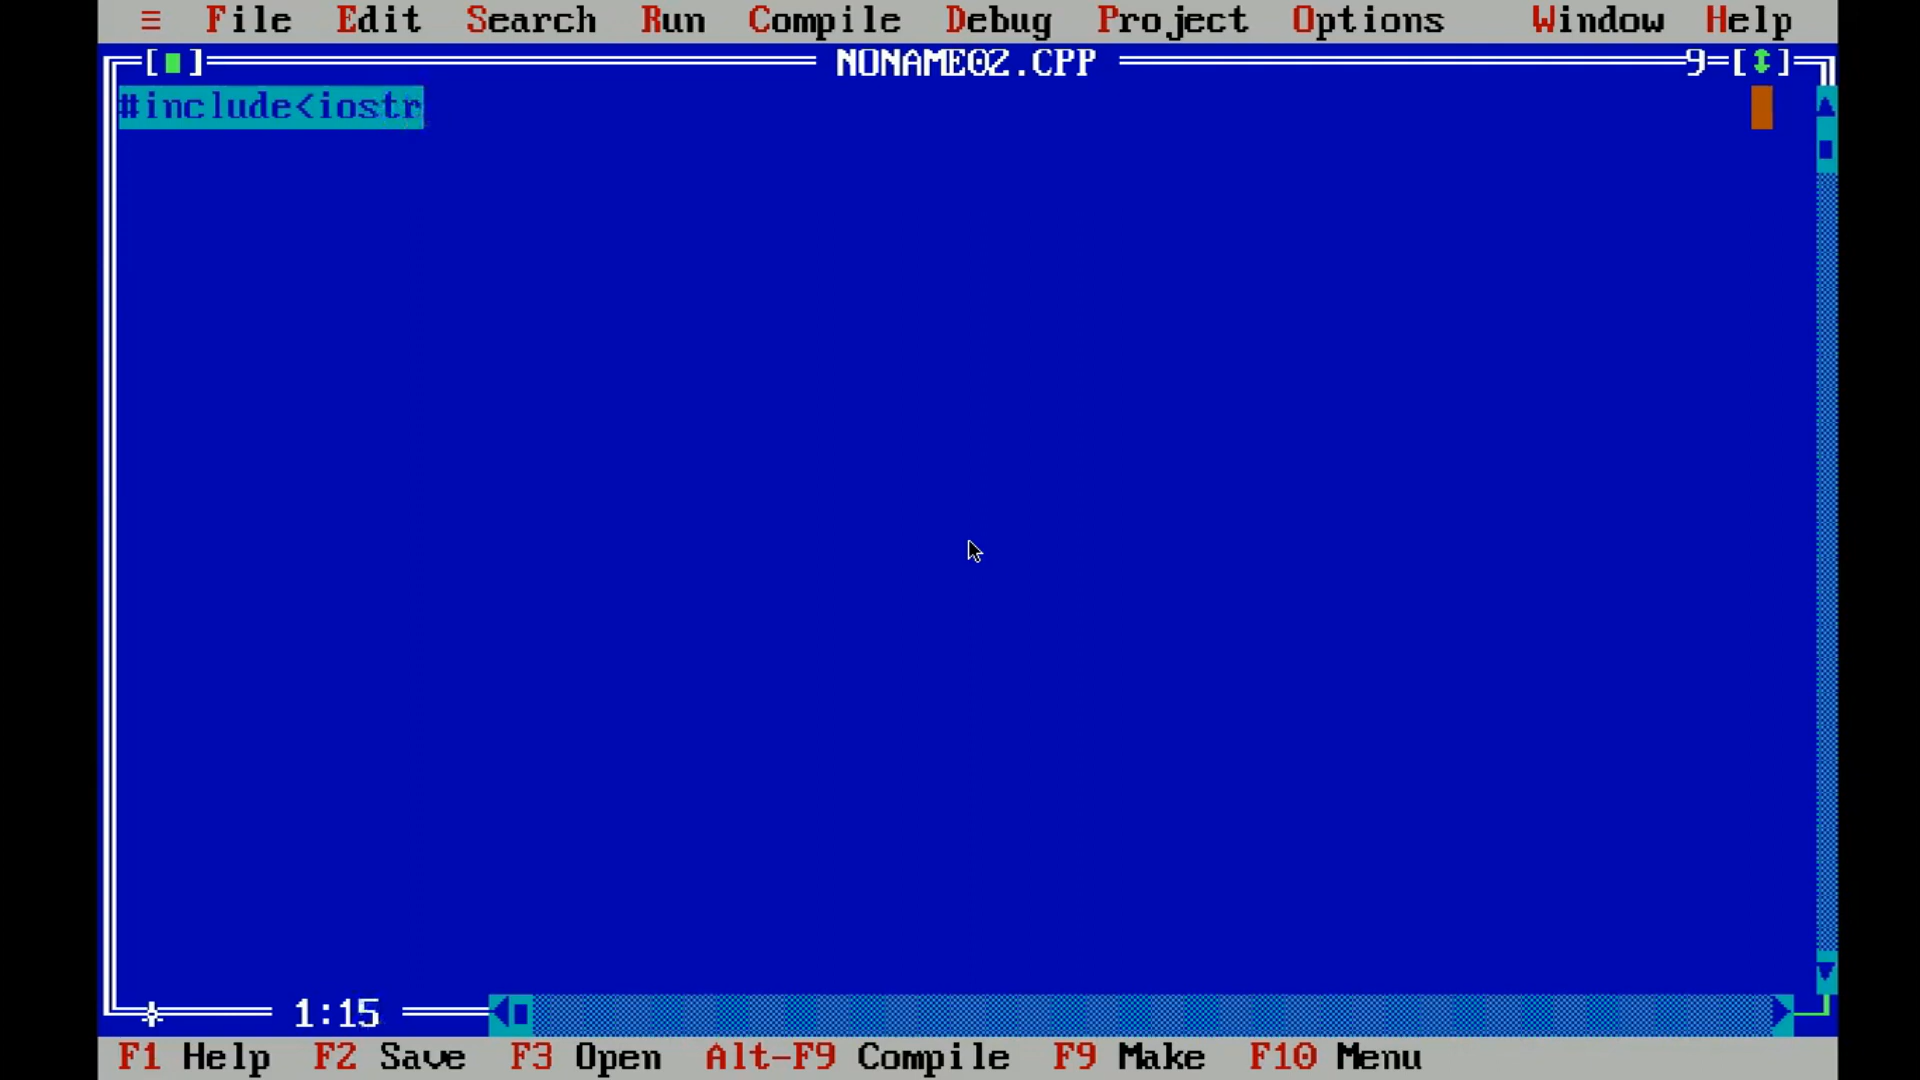 ≡ File Edit Search Run Compile Debug Project Options Window Help
[■] NONAME02.CPP 9=[↕]
#include<iostr
1:15
F1 Help F2 Save F3 Open Alt-F9 Compile F9 Make F10 Menu